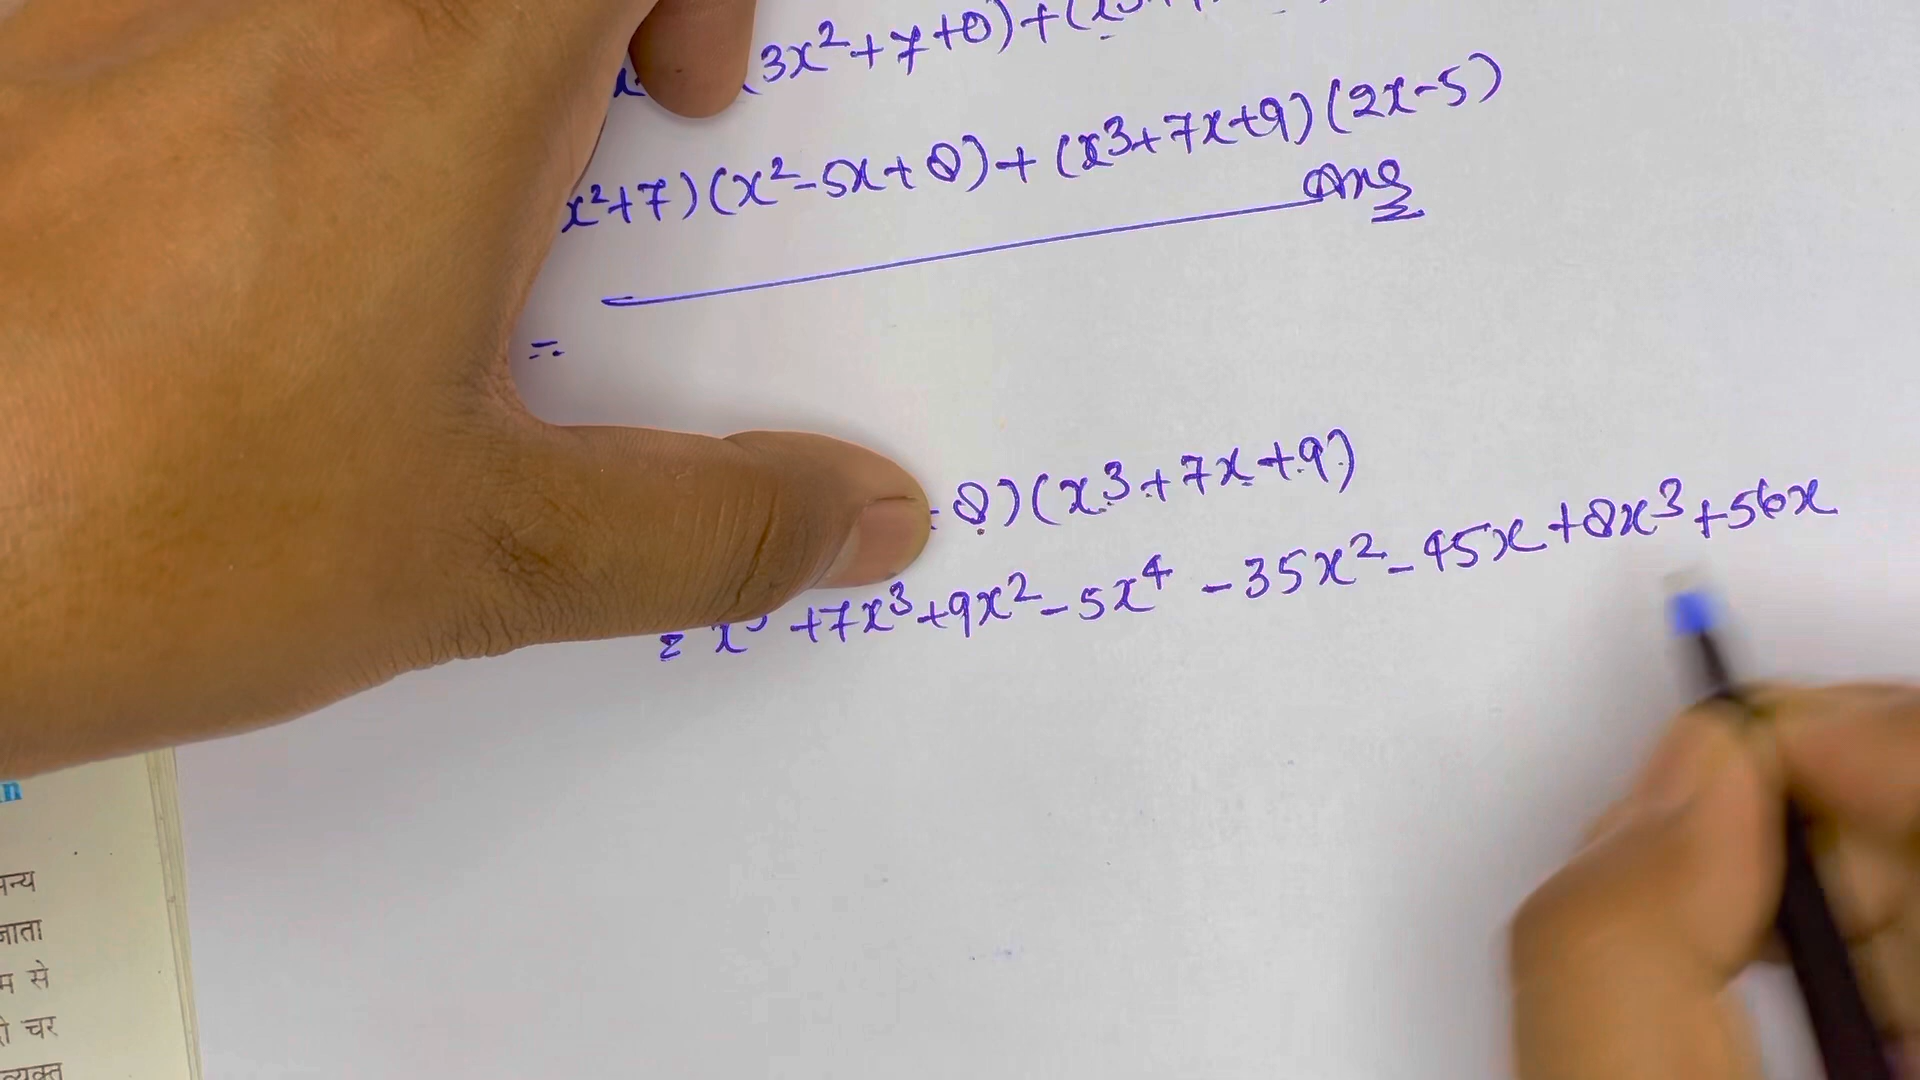 (3x²+7+0)+(
x²+7)(x²-5x+8)+(x³+7x+9)(2x-5)
Ans
=
8)(x³+7x+9)
= x⁵+7x³+9x²-5x⁴-35x²-45x+8x³+56x
n
जाता
म से
चर